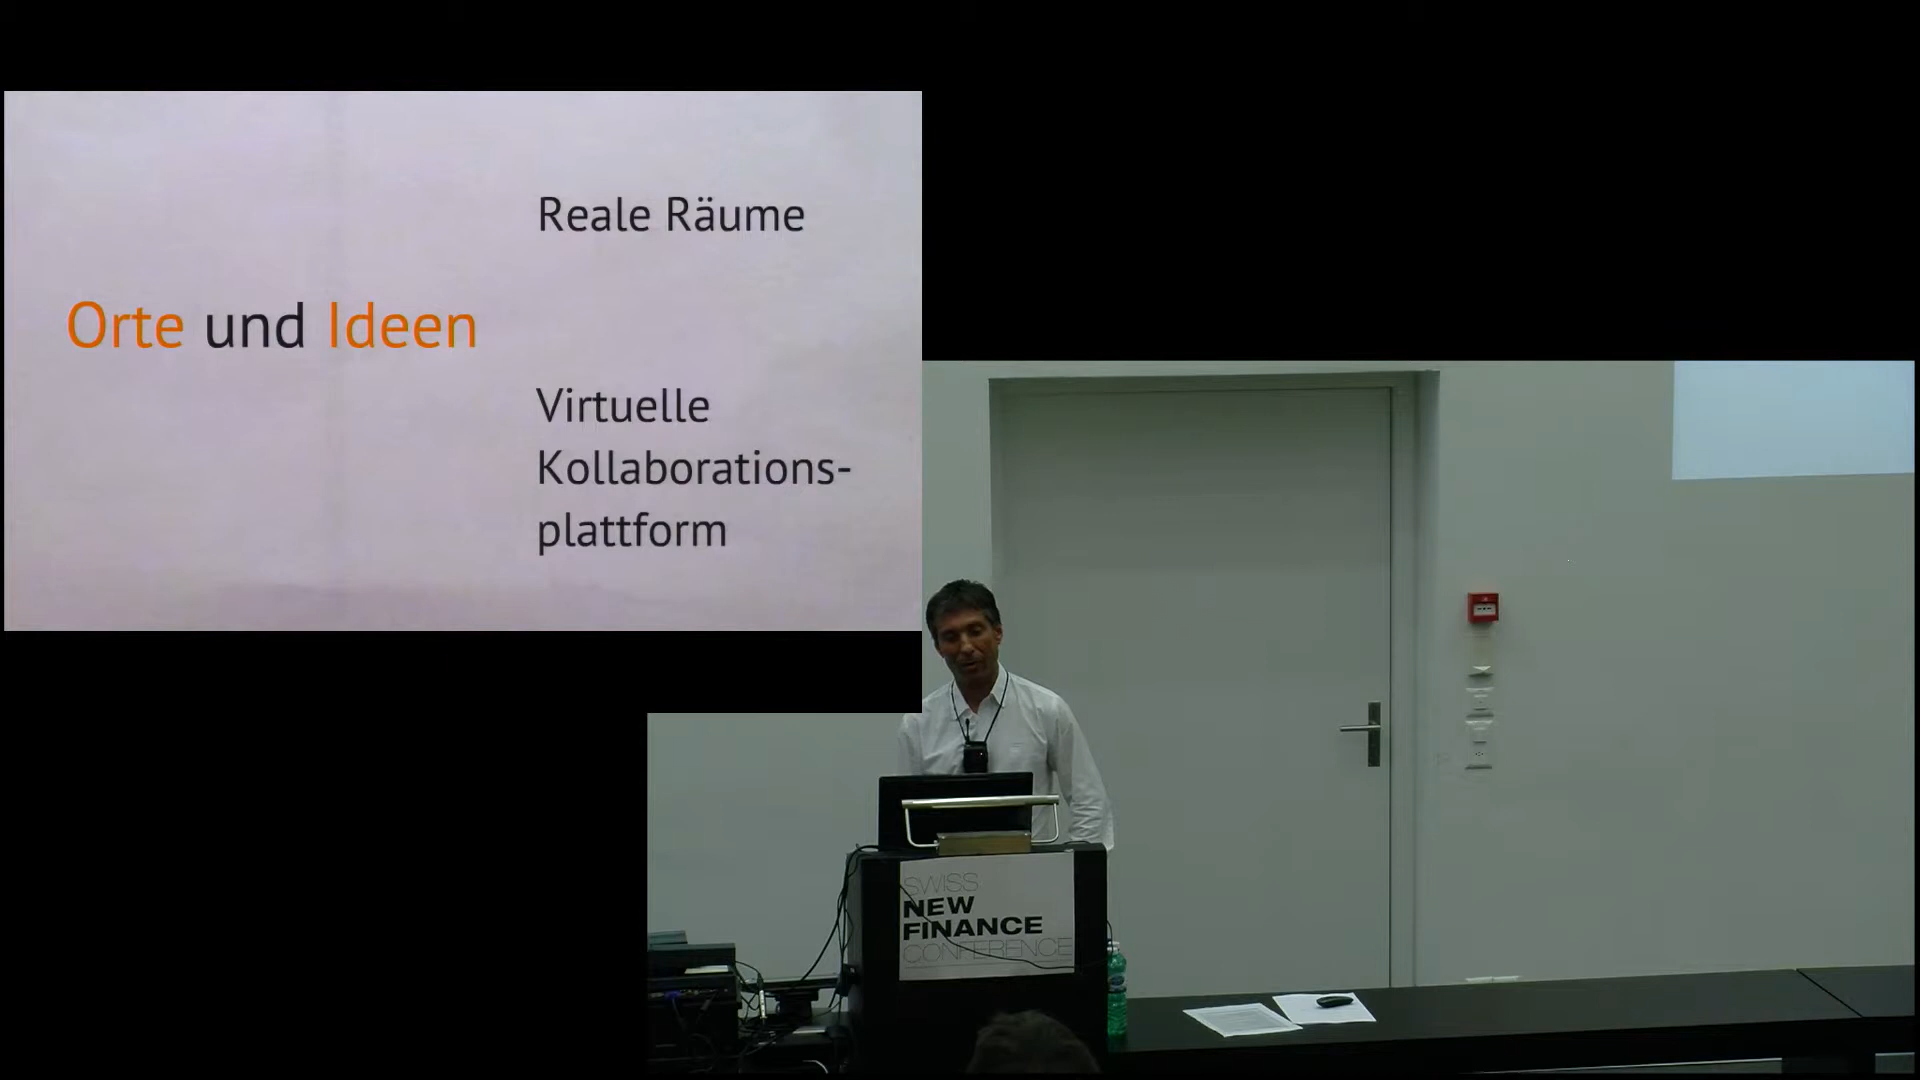 Reale Räume
Orte und Ideen
Virtuelle
Kollaborations-
plattform
SWISS
NEW
FINANCE
CONFERENCE